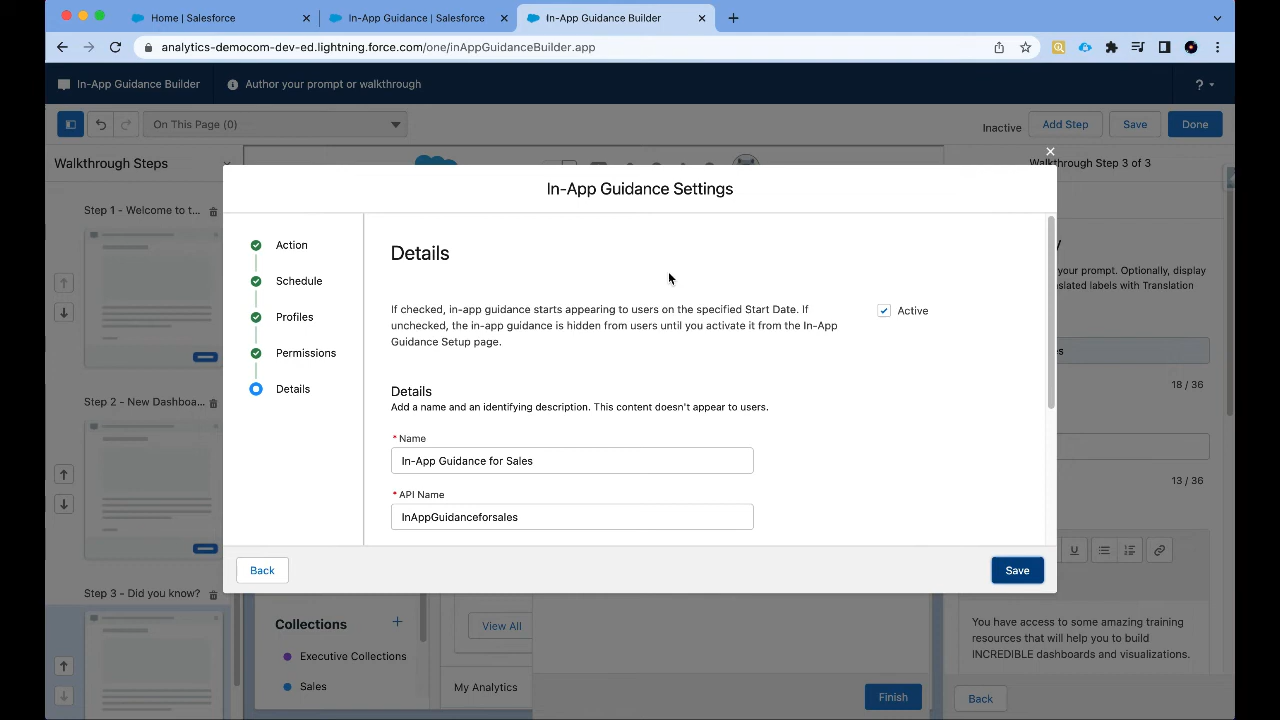 Home | Salesforce
In-App Guidance | Salesforce
In-App Guidance Builder
analytics-democom-dev-ed.lightning.force.com/one/inAppGuidanceBuilder.app
In-App Guidance Builder
Author your prompt or walkthrough
?
On This Page (0)
Inactive
Add Step
Save
Done
Walkthrough Steps
Walkthrough Step 3 of 3
Step 1 - Welcome to t...
Step 2 - New Dashboa...
Step 3 - Did you know?
In-App Guidance Settings
Action
Schedule
Profiles
Permissions
Details
Details
If checked, in-app guidance starts appearing to users on the specified Start Date. If
unchecked, the in-app guidance is hidden from users until you activate it from the In-App
Guidance Setup page.
Active
Details
Add a name and an identifying description. This content doesn't appear to users.
* Name
In-App Guidance for Sales
* API Name
InAppGuidanceforsales
Back
Save
your prompt. Optionally, display
labels with Translation
18 / 36
13 / 36
U
You have access to some amazing training
resources that will help you to build
INCREDIBLE dashboards and visualizations.
Back
Collections
Executive Collections
Sales
View All
My Analytics
Finish